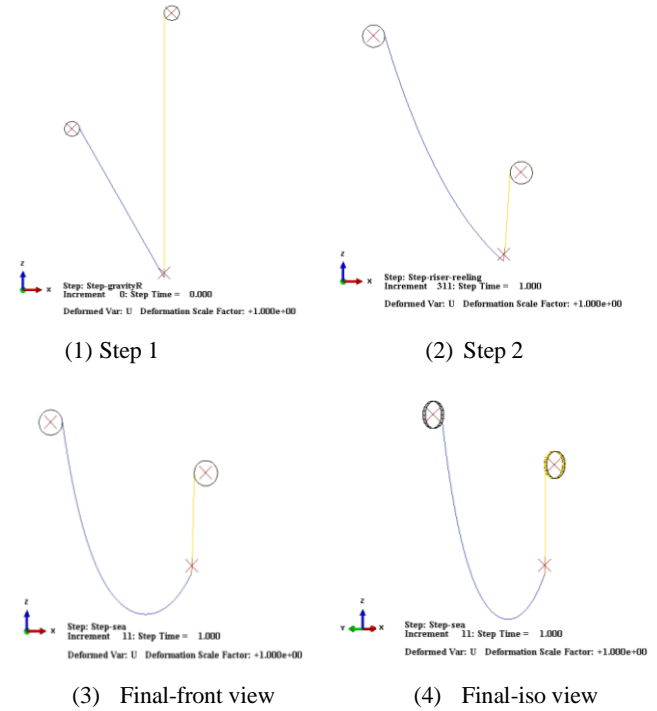 z
x
Step: Step-gravityR
Increment 0: Step Time = 0.000
Deformed Var: U Deformation Scale Factor: +1.000e+00
(1) Step 1
z
x
Step: Step-riser-reeling
Increment 311: Step Time = 1.000
Deformed Var: U Deformation Scale Factor: +1.000e+00
(2) Step 2
z
x
Step: Step-sea
Increment 11: Step Time = 1.000
Deformed Var: U Deformation Scale Factor: +1.000e+00
(3) Final-front view
z
Y x
Step: Step-sea
Increment 11: Step Time = 1.000
Deformed Var: U Deformation Scale Factor: +1.000e+00
(4) Final-iso view